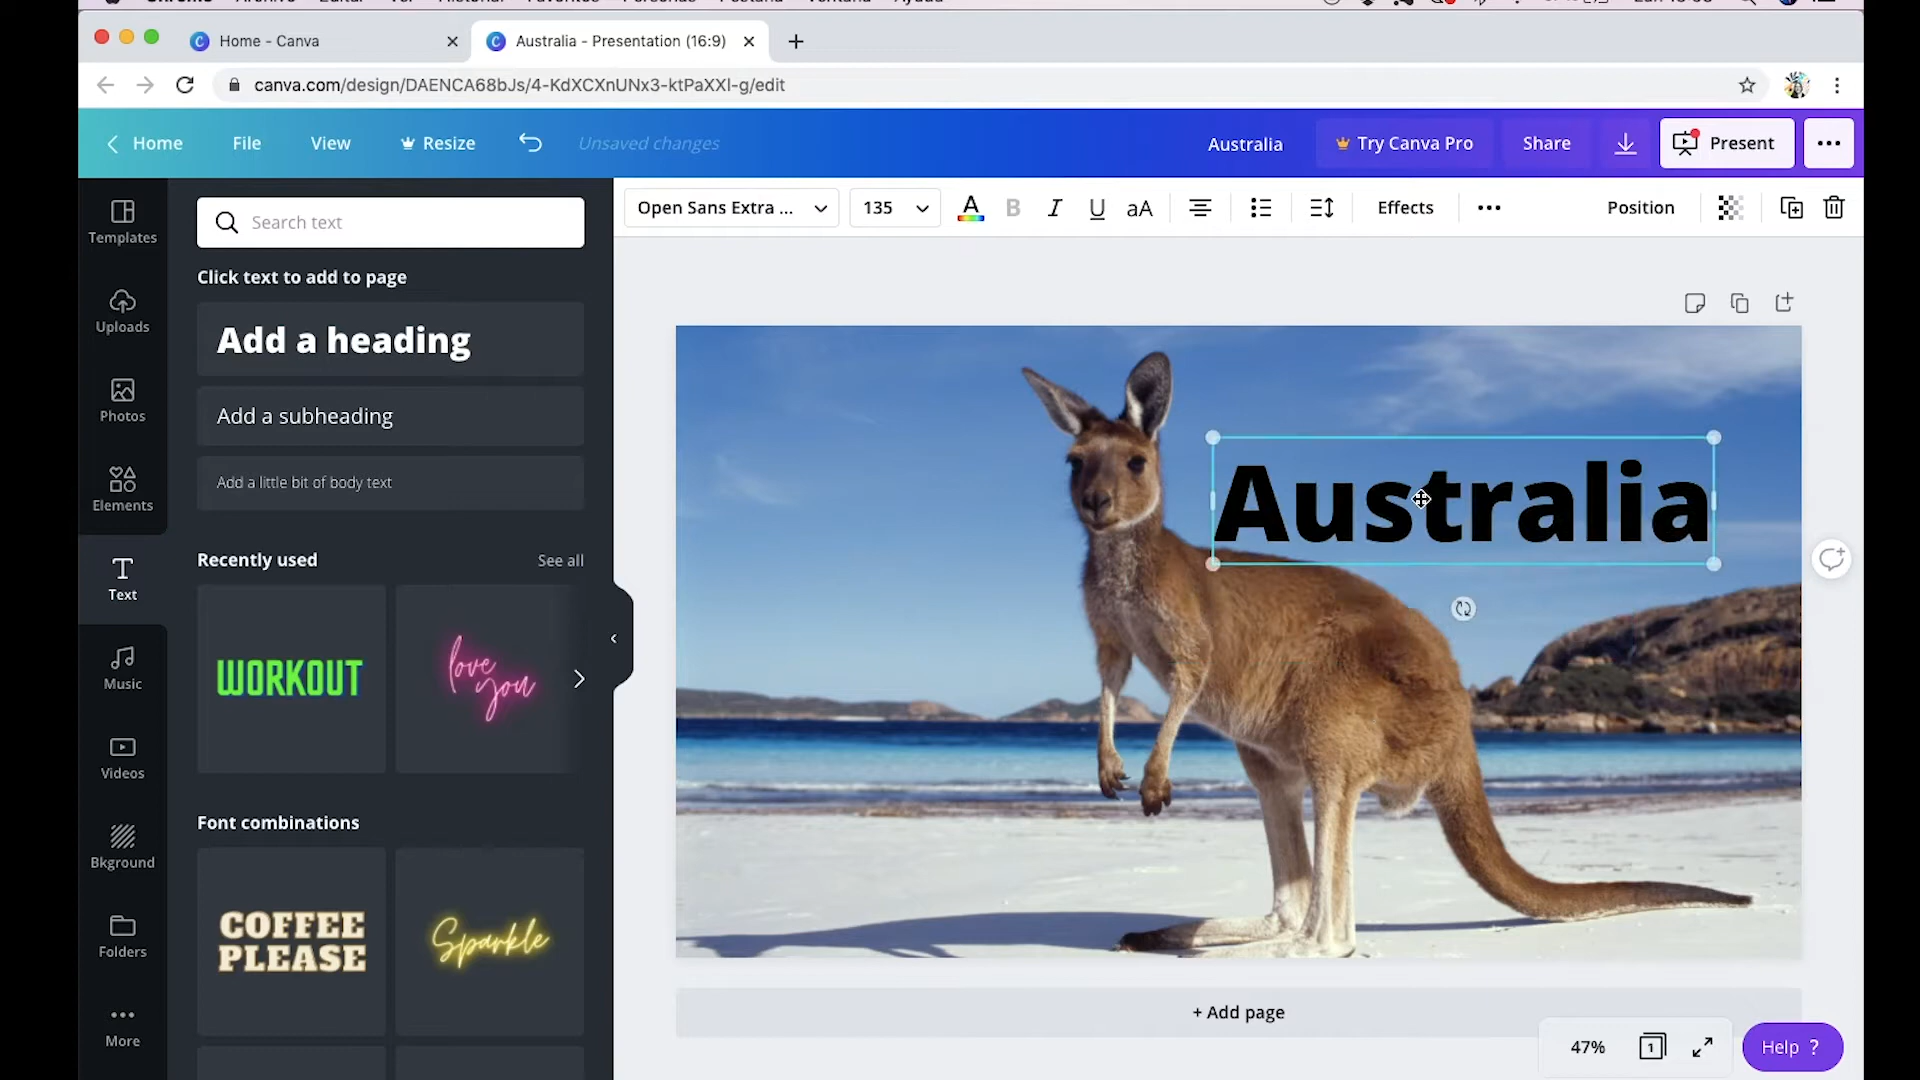 Home - Canva
Australia - Presentation (16:9)
canva.com/design/DAENCA68bJs/4-KdXCXnUNx3-ktPaXXI-g/edit
Home
File
View
Resize
Unsaved changes
Australia
Try Canva Pro
Share
Present
Templates
Uploads
Photos
Elements
Text
Music
Videos
Bkground
Folders
More
Search text
Click text to add to page
Add a heading
Add a subheading
Add a little bit of body text
Recently used
See all
WORKOUT
love
you
Font combinations
COFFEE
PLEASE
Sparkle
Open Sans Extra ...
135
A
B
I
U
aA
Effects
Position
Australia
+ Add page
47%
1
Help ?